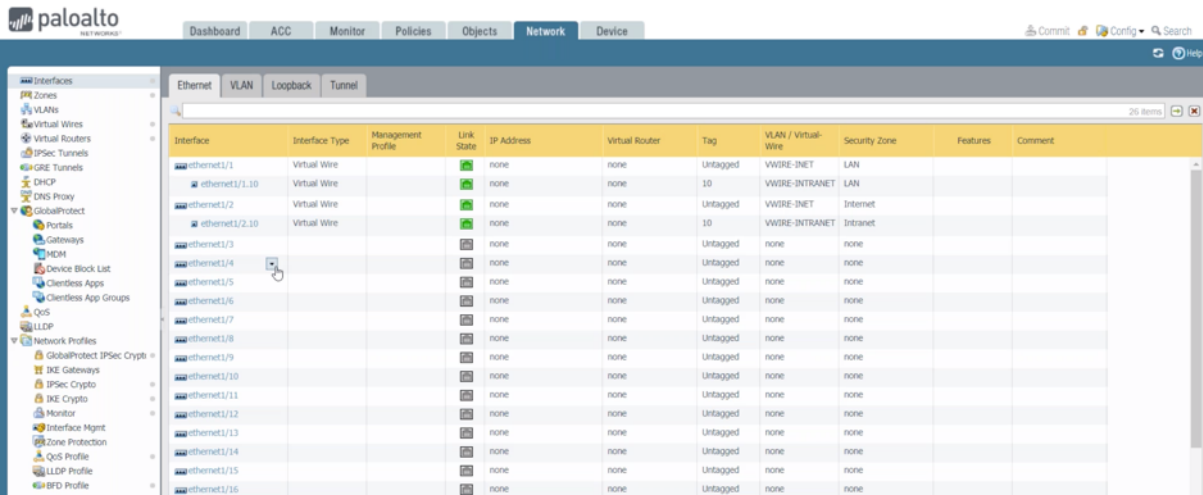 paloalto
NETWORKS®
Dashboard ACC Monitor Policies Objects Network Device
Commit Config Search
Help
Interfaces
Zones
VLANs
Virtual Wires
Virtual Routers
IPSec Tunnels
GRE Tunnels
DHCP
DNS Proxy
GlobalProtect
Portals
Gateways
MDM
Device Block List
Clientless Apps
Clientless App Groups
QoS
LLDP
Network Profiles
GlobalProtect IPSec Crypto
IKE Gateways
IPSec Crypto
IKE Crypto
Monitor
Interface Mgmt
Zone Protection
QoS Profile
LLDP Profile
BFD Profile
Ethernet VLAN Loopback Tunnel
26 items
Interface Interface Type Management Profile Link State IP Address Virtual Router Tag VLAN / Virtual-Wire Security Zone Features Comment
ethernet1/1 Virtual Wire none none Untagged VWIRE-INET LAN
ethernet1/1.10 Virtual Wire none none 10 VWIRE-INTRANET LAN
ethernet1/2 Virtual Wire none none Untagged VWIRE-INET Internet
ethernet1/2.10 Virtual Wire none none 10 VWIRE-INTRANET Intranet
ethernet1/3 none none Untagged none none
ethernet1/4 none none Untagged none none
ethernet1/5 none none Untagged none none
ethernet1/6 none none Untagged none none
ethernet1/7 none none Untagged none none
ethernet1/8 none none Untagged none none
ethernet1/9 none none Untagged none none
ethernet1/10 none none Untagged none none
ethernet1/11 none none Untagged none none
ethernet1/12 none none Untagged none none
ethernet1/13 none none Untagged none none
ethernet1/14 none none Untagged none none
ethernet1/15 none none Untagged none none
ethernet1/16 none none Untagged none none